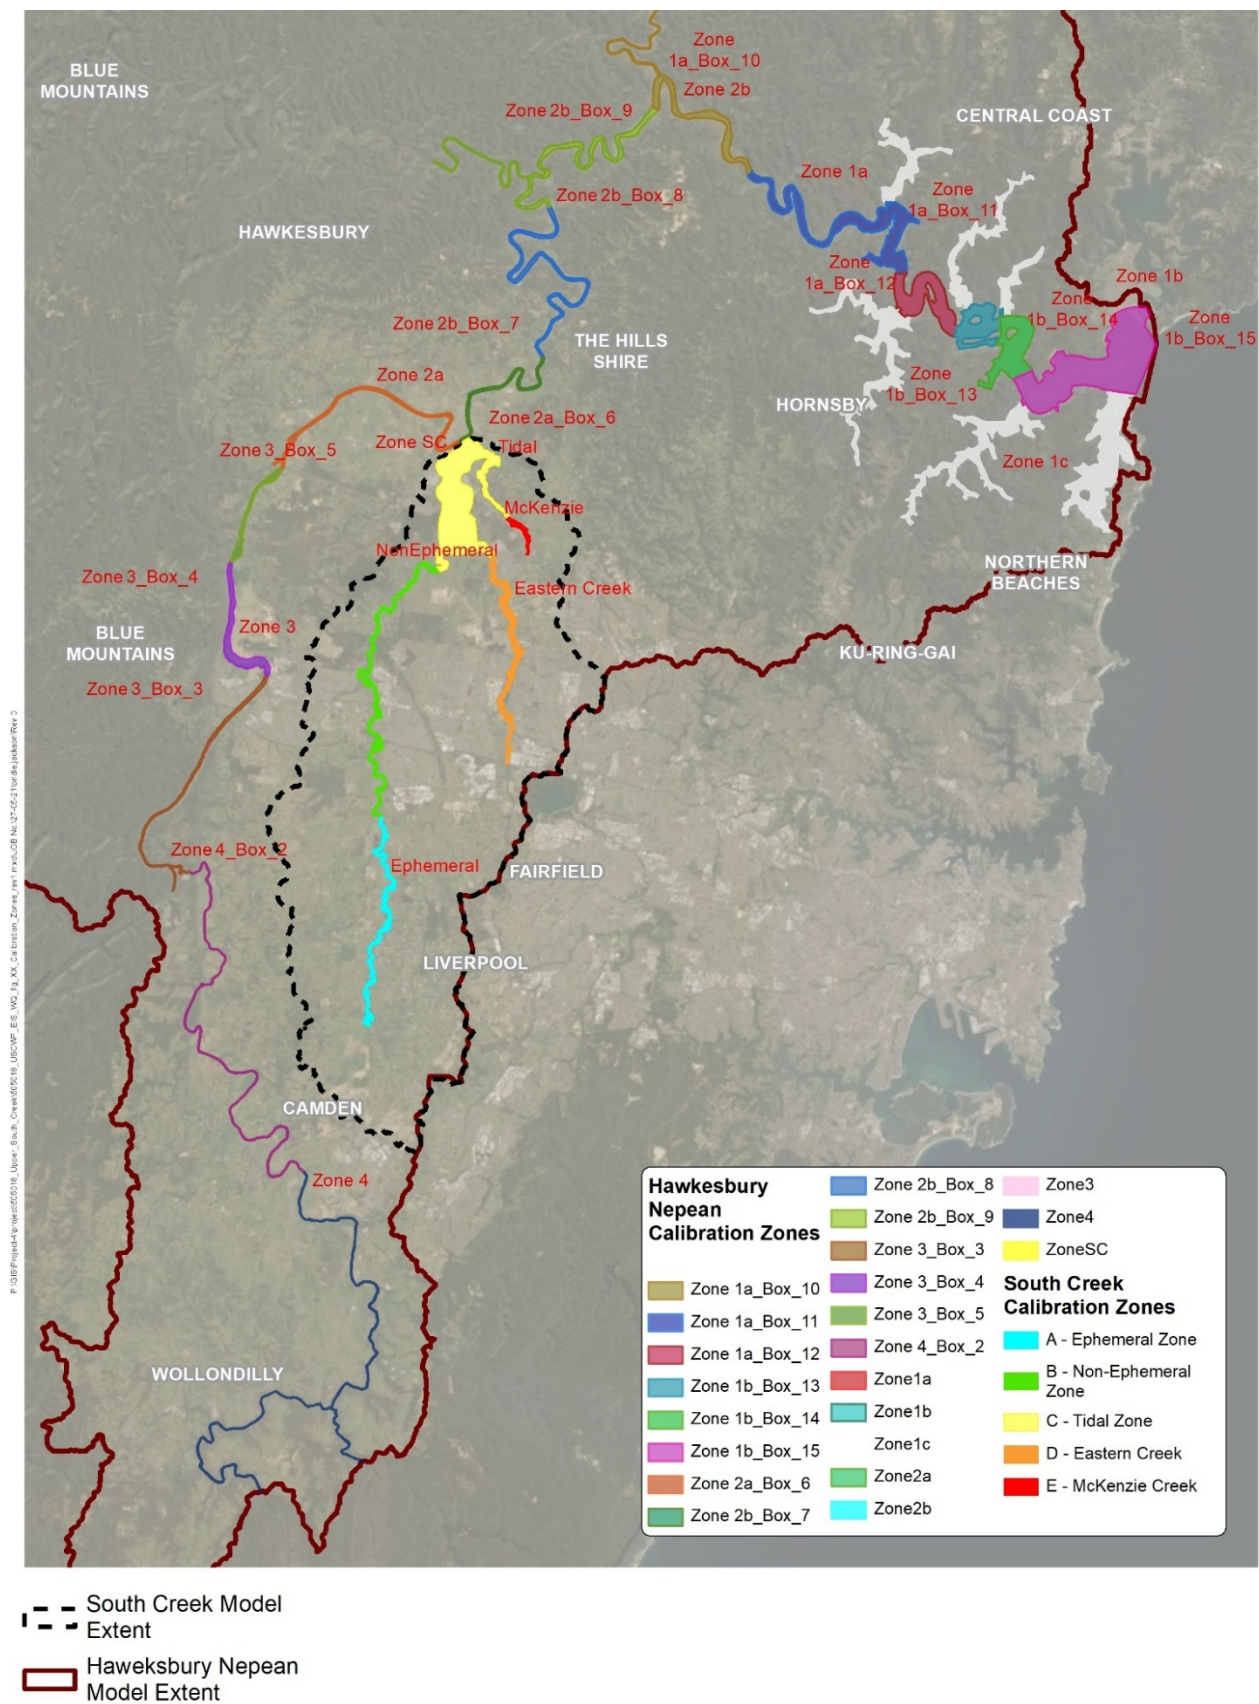 Zone
1a_Box_10
BLUE
MOUNTAINS
Zone 2b
Zone 2b_Box_9
CENTRAL COAST
Zone 1a
Zone 2b_Box_8
Zone
1a_Box_11
HAWKESBURY
Zone
1a_Box_12
Zone 1b
Zone 2b_Box_7
Zone
1b_Box_14
Zone
1b_Box_15
THE HILLS
SHIRE
Zone 2a
Zone
1b_Box_13
HORNSBY
Zone 2a_Box_6
Zone SC
Tidal
Zone 3_Box_5
Zone 1c
McKenzie
NonEphemeral
Zone 3_Box_4
Eastern Creek
NORTHERN
BEACHES
Zone 3
BLUE
MOUNTAINS
KU-RING-GAI
Zone 3_Box_3
Zone 4_Box_2
Ephemeral
FAIRFIELD
LIVERPOOL
CAMDEN
Zone 4
WOLLONDILLY
Hawkesbury
Nepean
Calibration Zones
Zone 1a_Box_10
Zone 1a_Box_11
Zone 1a_Box_12
Zone 1b_Box_13
Zone 1b_Box_14
Zone 1b_Box_15
Zone 2a_Box_6
Zone 2b_Box_7
Zone 2b_Box_8
Zone 2b_Box_9
Zone 3_Box_3
Zone 3_Box_4
Zone 3_Box_5
Zone 4_Box_2
Zone1a
Zone1b
Zone1c
Zone2a
Zone2b
Zone3
Zone4
ZoneSC
South Creek
Calibration Zones
A - Ephemeral Zone
B - Non-Ephemeral
Zone
C - Tidal Zone
D - Eastern Creek
E - McKenzie Creek
South Creek Model
Extent
Haweksbury Nepean
Model Extent